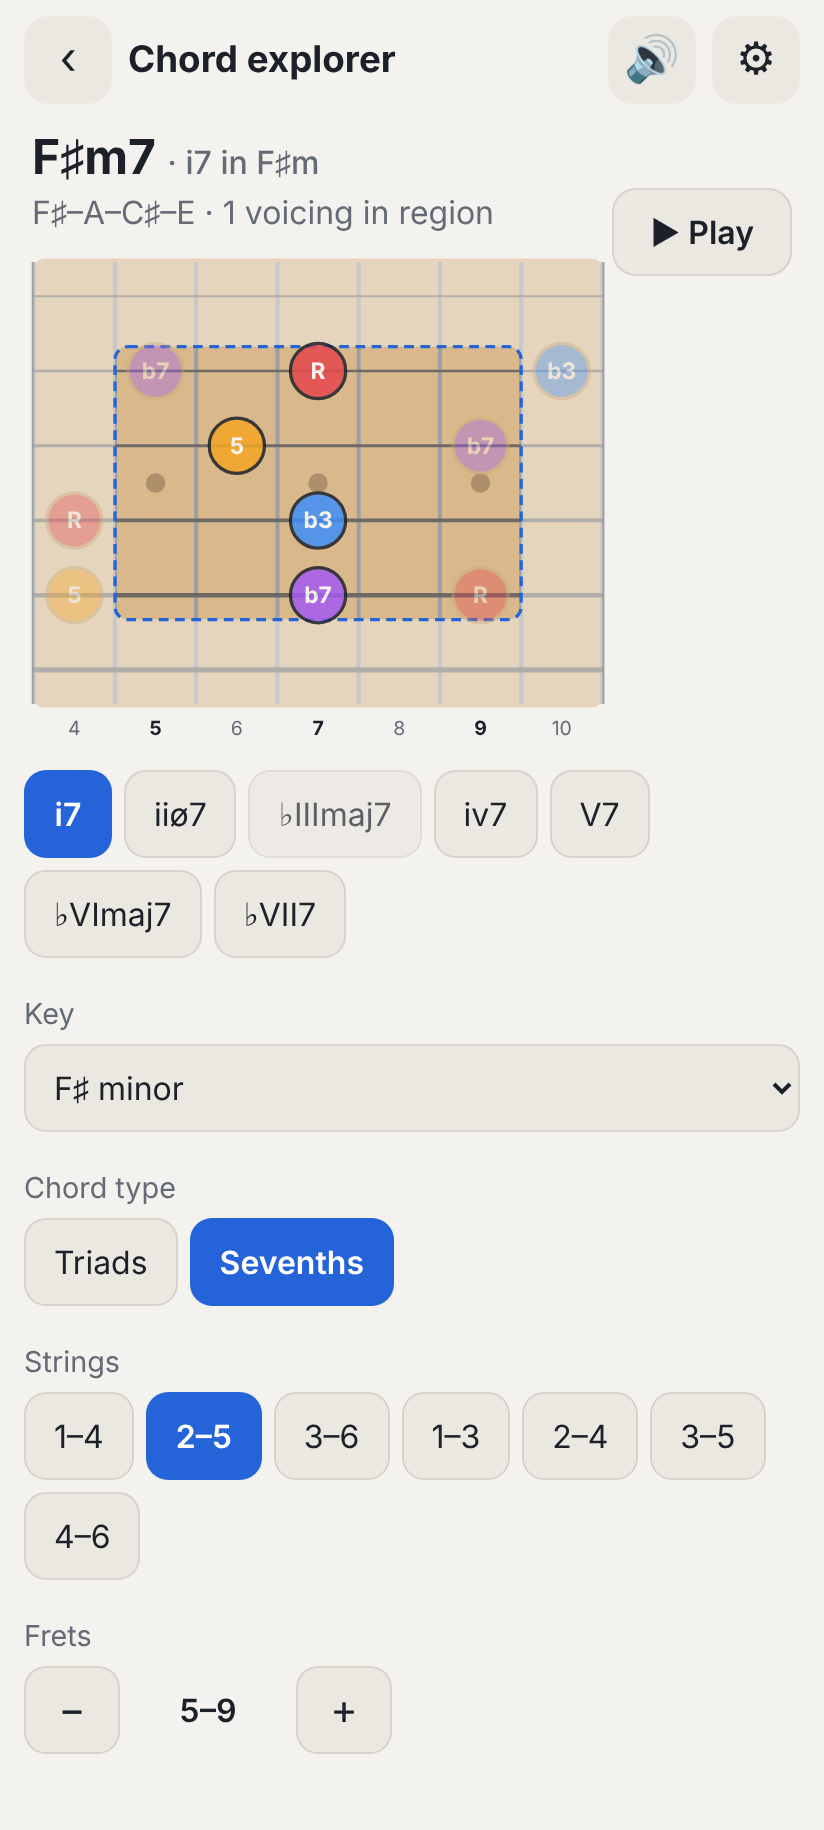 ‹ Chord explorer
F♯m7 · i7 in F♯m
F♯–A–C♯–E · 1 voicing in region
▶ Play
b7 R b3
5 b7
R b3
5 b7 R
4 5 6 7 8 9 10
i7 iiø7 ♭IIImaj7 iv7 V7
♭VImaj7 ♭VII7
Key
F♯ minor
Chord type
Triads Sevenths
Strings
1–4 2–5 3–6 1–3 2–4 3–5
4–6
Frets
− 5–9 +